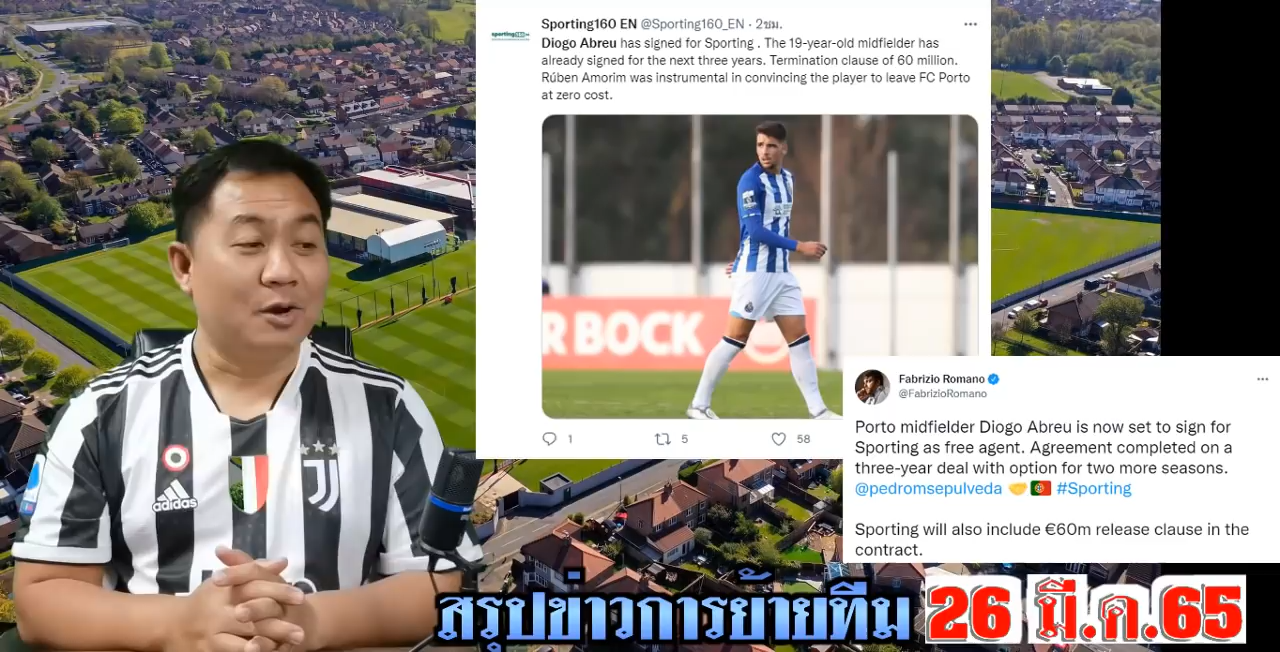 Sporting160 EN @Sporting160_EN · 2ชม.
Diogo Abreu has signed for Sporting . The 19-year-old midfielder has
already signed for the next three years. Termination clause of 60 million.
Rúben Amorim was instrumental in convincing the player to leave FC Porto
at zero cost.
R BOCK
1 5 58
Fabrizio Romano
@FabrizioRomano
Porto midfielder Diogo Abreu is now set to sign for
Sporting as free agent. Agreement completed on a
three-year deal with option for two more seasons.
@pedromsepulveda 🤝🇵🇹 #Sporting
Sporting will also include €60m release clause in the
contract.
adidas
สรุปข่าวการย้ายทีม 26 มี.ค.65